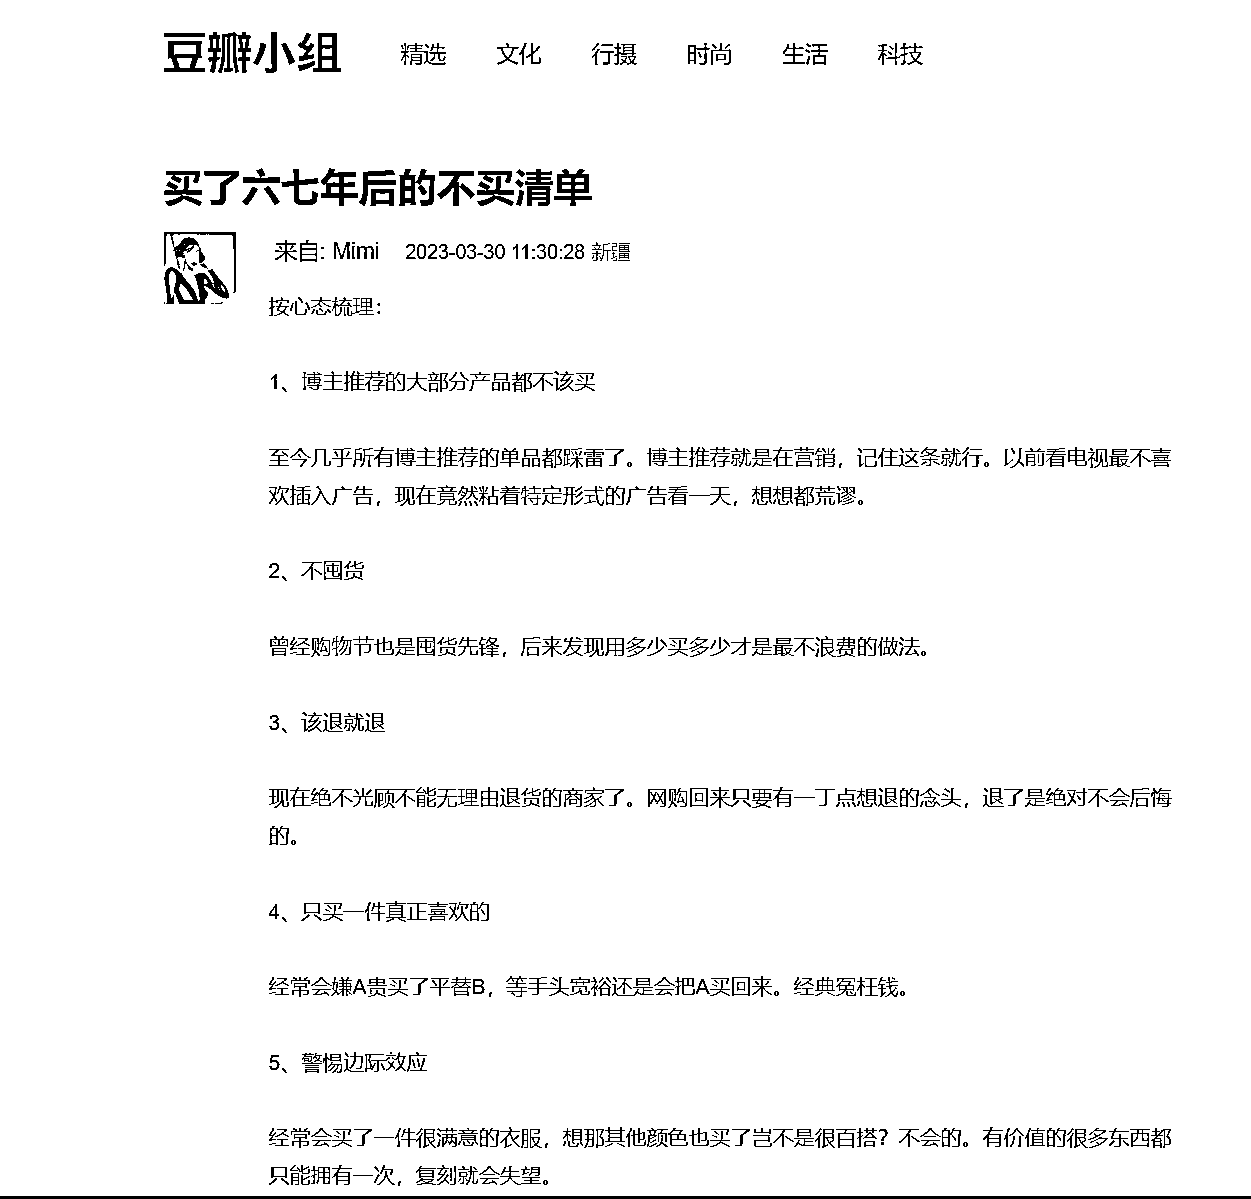 豆瓣小组 精选 文化 行摄 时尚 生活 科技
买了六七年后的不买清单
来自: Mimi 2023-03-30 11:30:28 新疆
按心态梳理：
1、博主推荐的大部分产品都不该买
至今几乎所有博主推荐的单品都踩雷了。博主推荐就是在营销，记住这条就行。以前看电视最不喜
欢插入广告，现在竟然粘着特定形式的广告看一天，想想都荒谬。
2、不囤货
曾经购物节也是囤货先锋，后来发现用多少买多少才是最不浪费的做法。
3、该退就退
现在绝不光顾不能无理由退货的商家了。网购回来只要有一丁点想退的念头，退了是绝对不会后悔
的。
4、只买一件真正喜欢的
经常会嫌A贵买了平替B，等手头宽裕还是会把A买回来。经典冤枉钱。
5、警惕边际效应
经常会买了一件很满意的衣服，想那其他颜色也买了岂不是很百搭？不会的。有价值的很多东西都
只能拥有一次，复刻就会失望。